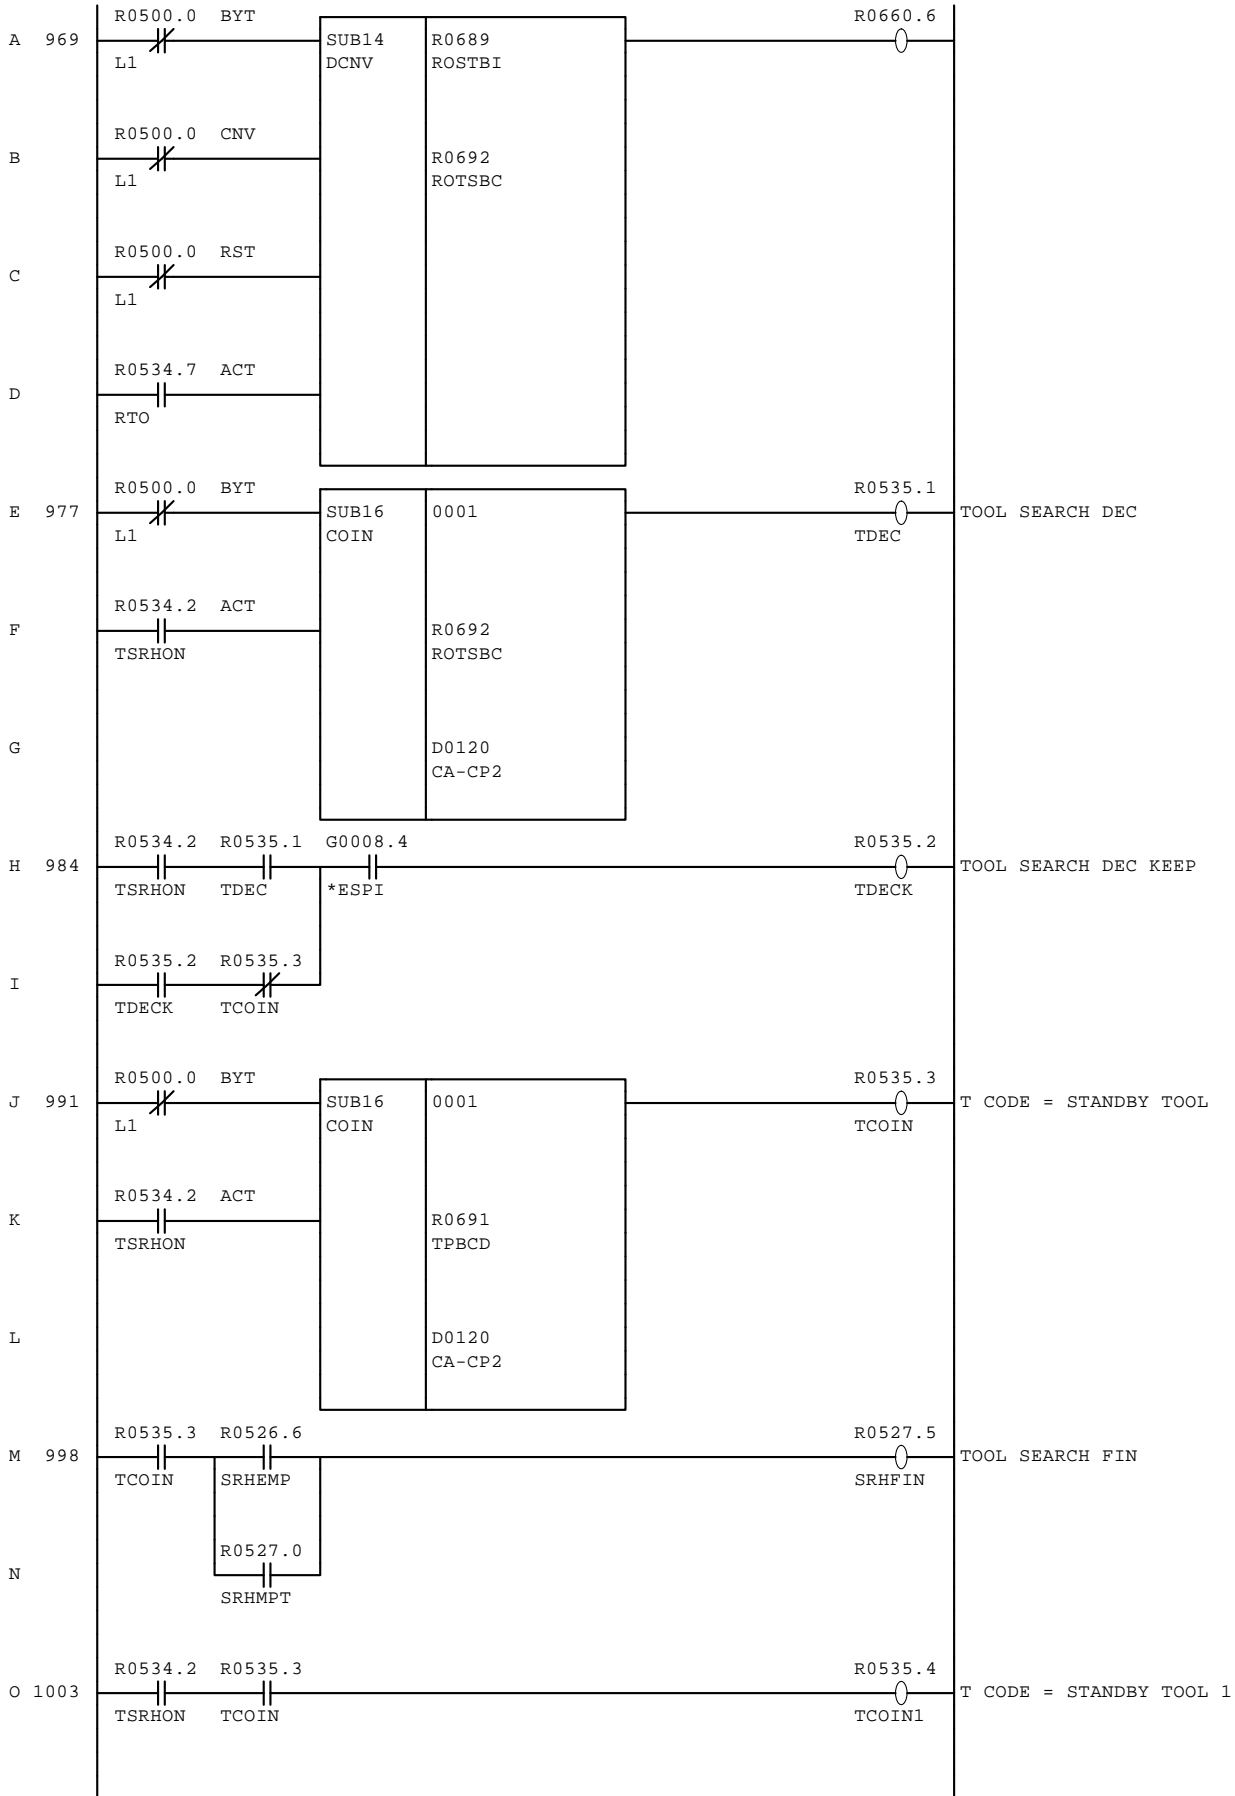 R0500.0 BYT R0660.6
A 969 SUB14 R0689
L1 DCNV ROSTBI
R0500.0 CNV
B R0692
L1 ROTSBC
R0500.0 RST
C
L1
R0534.7 ACT
D
RTO
R0500.0 BYT R0535.1
E 977 SUB16 0001 TOOL SEARCH DEC
L1 COIN TDEC
R0534.2 ACT
F R0692
TSRHON ROTSBC
G D0120
CA-CP2
R0534.2 R0535.1 G0008.4 R0535.2
H 984 TOOL SEARCH DEC KEEP
TSRHON TDEC *ESPI TDECK
R0535.2 R0535.3
I
TDECK TCOIN
R0500.0 BYT R0535.3
J 991 SUB16 0001 T CODE = STANDBY TOOL
L1 COIN TCOIN
R0534.2 ACT
K R0691
TSRHON TPBCD
L D0120
CA-CP2
R0535.3 R0526.6 R0527.5
M 998 TOOL SEARCH FIN
TCOIN SRHEMP SRHFIN
R0527.0
N
SRHMPT
R0534.2 R0535.3 R0535.4
O 1003 T CODE = STANDBY TOOL 1
TSRHON TCOIN TCOIN1